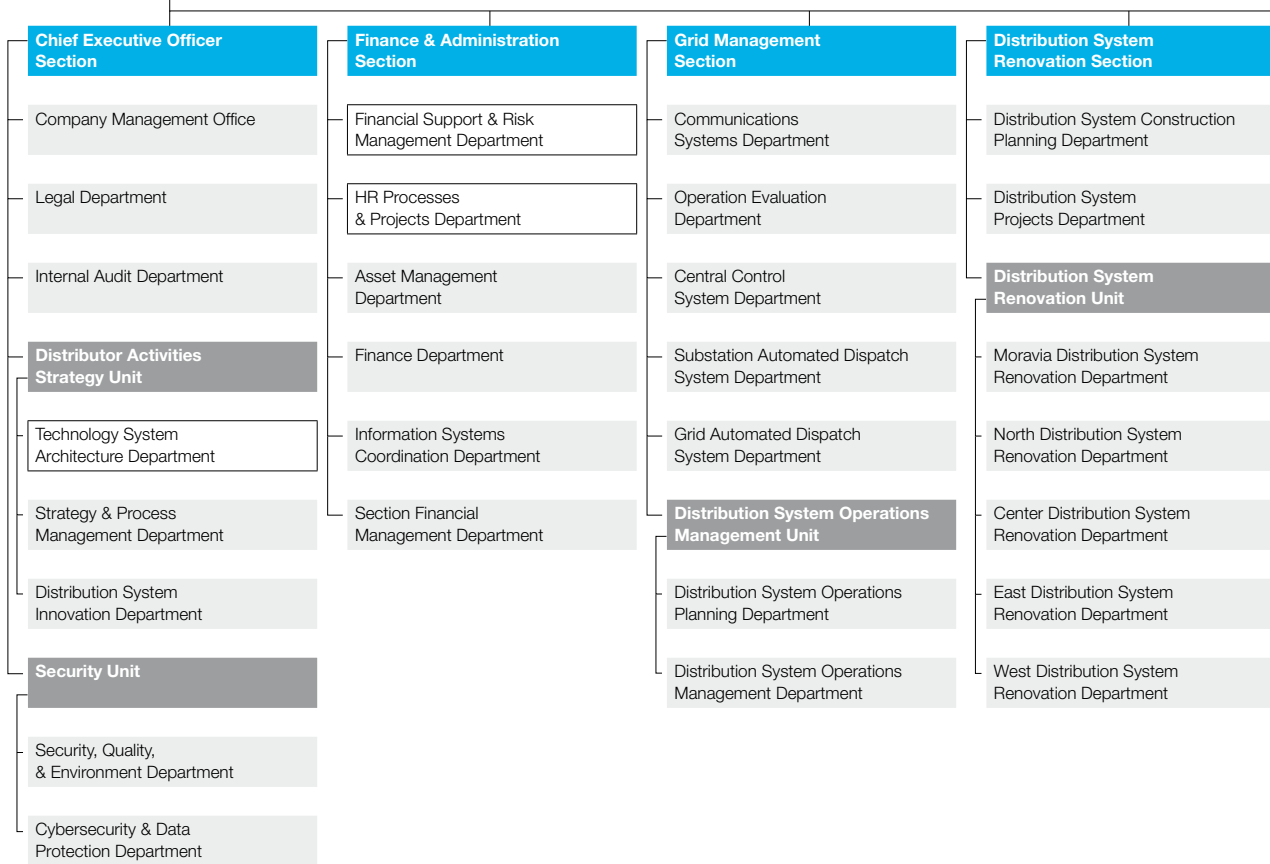 Chief Executive Officer
Section
Company Management Office
Legal Department
Internal Audit Department
Distributor Activities
Strategy Unit
Technology System
Architecture Department
Strategy & Process
Management Department
Distribution System
Innovation Department
Security Unit
Security, Quality,
& Environment Department
Cybersecurity & Data
Protection Department
Finance & Administration
Section
Financial Support & Risk
Management Department
HR Processes
& Projects Department
Asset Management
Department
Finance Department
Information Systems
Coordination Department
Section Financial
Management Department
Grid Management
Section
Communications
Systems Department
Operation Evaluation
Department
Central Control
System Department
Substation Automated Dispatch
System Department
Grid Automated Dispatch
System Department
Distribution System Operations
Management Unit
Distribution System Operations
Planning Department
Distribution System Operations
Management Department
Distribution System
Renovation Section
Distribution System Construction
Planning Department
Distribution System
Projects Department
Distribution System
Renovation Unit
Moravia Distribution System
Renovation Department
North Distribution System
Renovation Department
Center Distribution System
Renovation Department
East Distribution System
Renovation Department
West Distribution System
Renovation Department